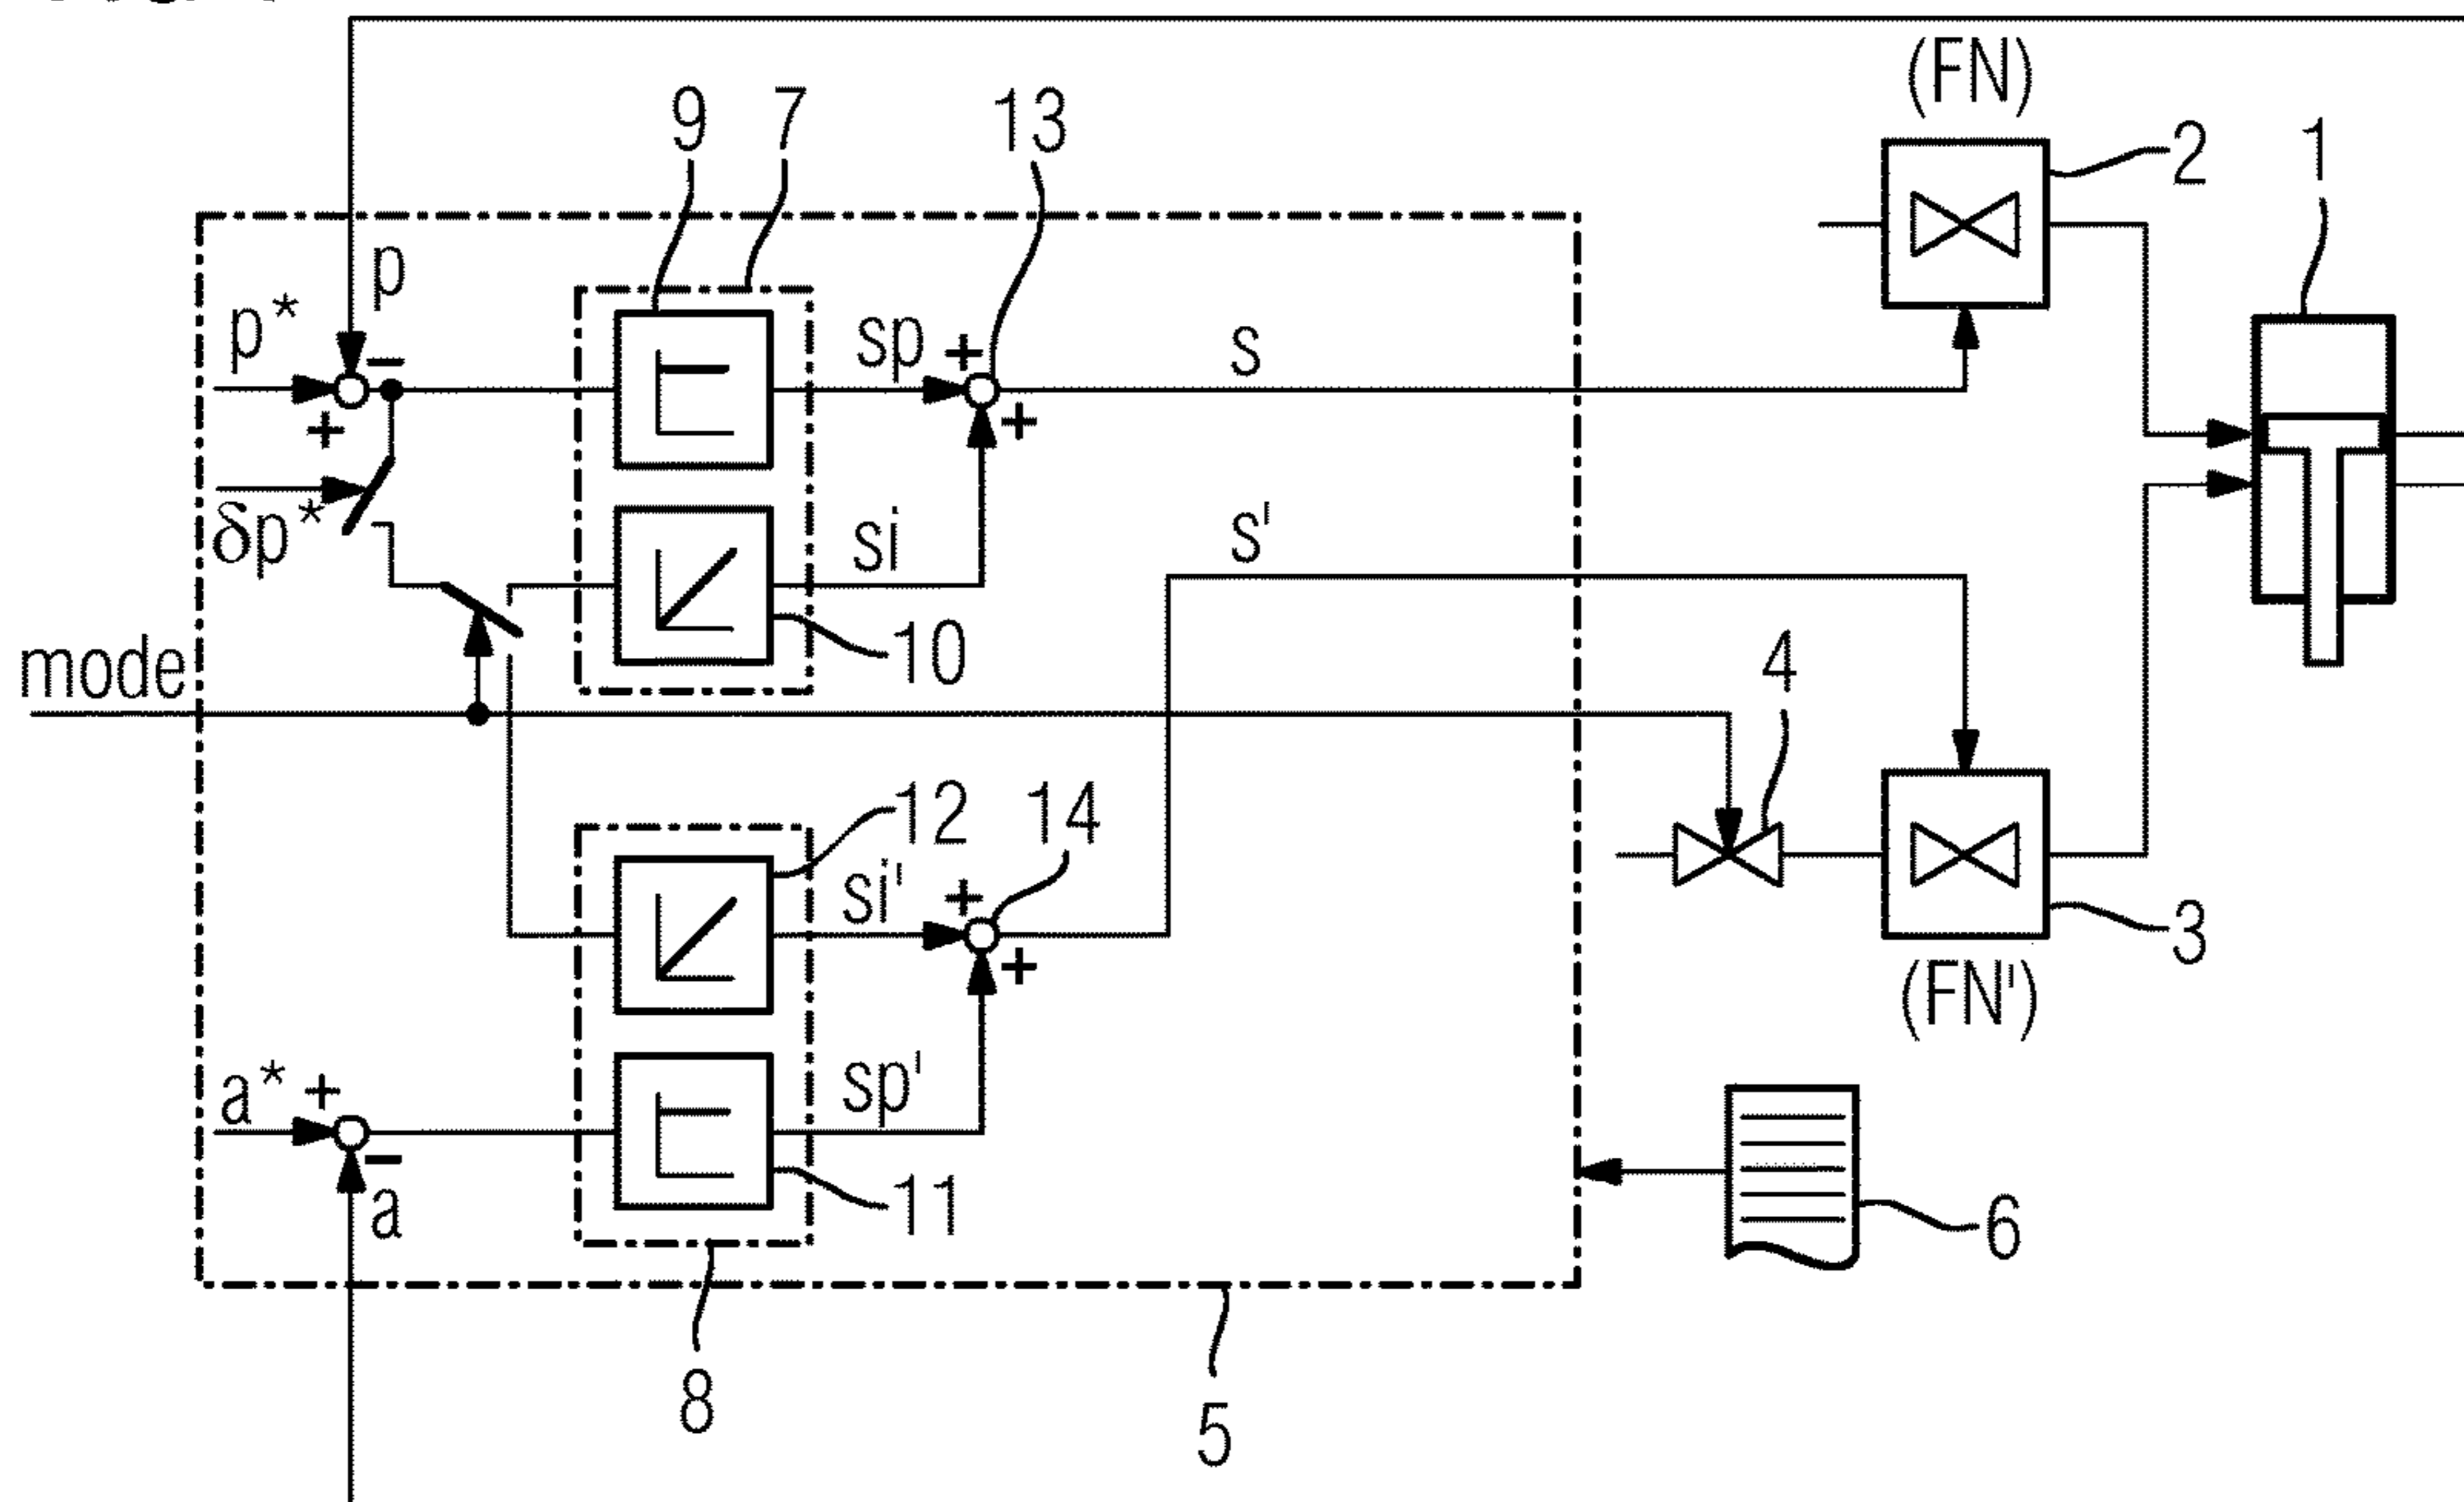 (FN)
9
7
13
2
1
p
p*
−
+
sp
+
+
s
δp*
si
s'
10
mode
4
12
14
si'
+
+
3
(FN')
a*
+
−
a
sp'
11
6
8
5